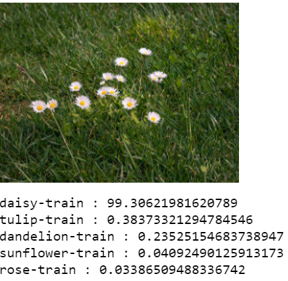 daisy-train : 99.30621981620789
tulip-train : 0.38373321294784546
dandelion-train : 0.23525154683738947
sunflower-train : 0.04092490125913173
rose-train : 0.03386509488336742